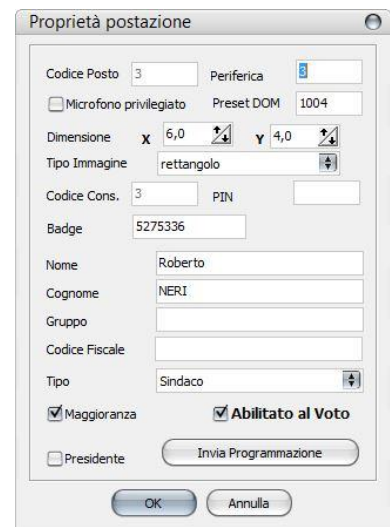 Proprietà postazione
Codice Posto 3 Periferica 3
Microfono privilegiato Preset DOM 1004
Dimensione X 6,0 Y 4,0
Tipo Immagine rettangolo
Codice Cons. 3 PIN
Badge 5275336
Nome Roberto
Cognome NERI
Gruppo
Codice Fiscale
Tipo Sindaco
Maggioranza Abilitato al Voto
Presidente Invia Programmazione
OK Annulla